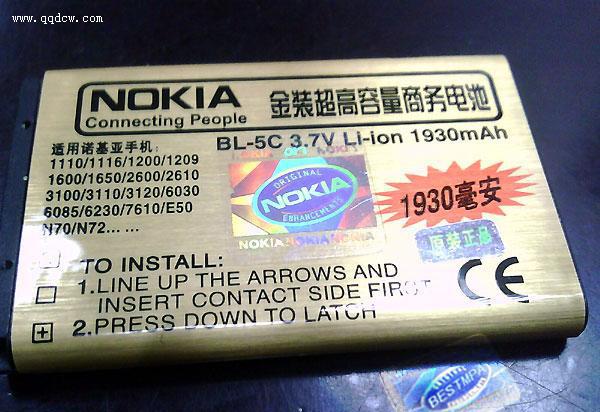 www.qqdcw.com
NOKIA
Connecting People
金装超高容量商务电池
BL-5C 3.7V Li-ion 1930mAh
适用诺基亚手机:
1110/1116/1200/1209
1600/1650/2600/2610
3100/3110/3120/6030
6085/6230/7610/E50
N70/N72... ...
ORIGINAL
NOKIA
ENHANCEMENTS
NOKIANOKIANOKIA
1930毫安
原装正品
TO INSTALL:
1.LINE UP THE ARROWS AND
INSERT CONTACT SIDE FIRST
2.PRESS DOWN TO LATCH
CE
BESTMPA